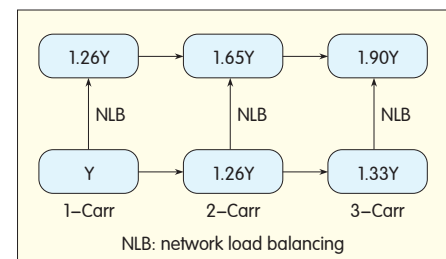 1.26Y 1.65Y 1.90Y
NLB NLB NLB
Y 1.26Y 1.33Y
1–Carr 2–Carr 3–Carr
NLB: network load balancing